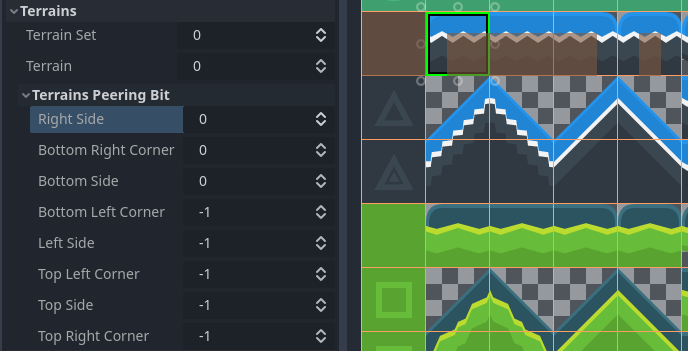 Terrains
Terrain Set 0
Terrain 0
Terrains Peering Bit
Right Side 0
Bottom Right Corner 0
Bottom Side 0
Bottom Left Corner -1
Left Side -1
Top Left Corner -1
Top Side -1
Top Right Corner -1